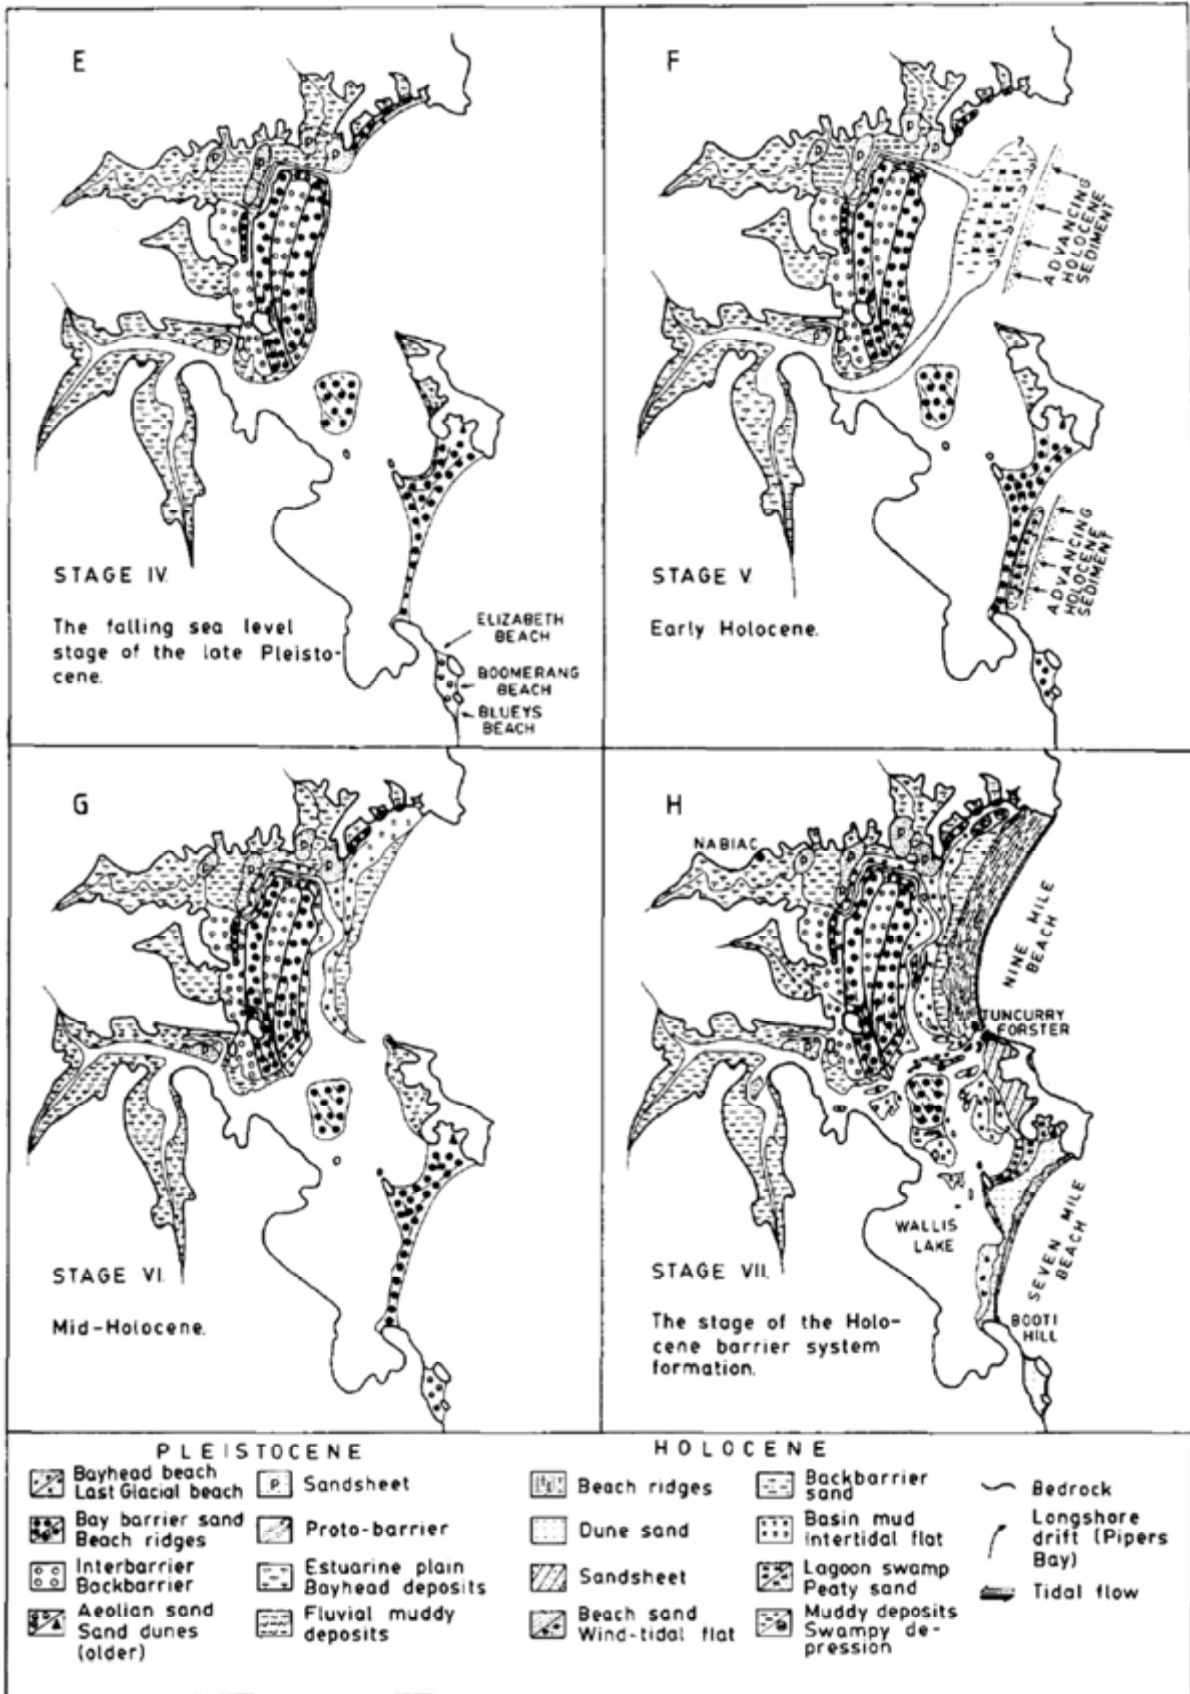 E
P
P
P
P
P
STAGE IV.
The falling sea level
stage of the late Pleisto-
cene.
ELIZABETH
BEACH
BOOMERANG
BEACH
BLUEYS
BEACH
F
P
P
P
P
P
ADVANCING
HOLOCENE
SEDIMENT
ADVANCING
HOLOCENE
SEDIMENT
STAGE V.
Early Holocene.
G
P
P
P
P
P
STAGE VI.
Mid-Holocene.
H
NABIAC
P
P
P
P
P
NINE MILE
BEACH
TUNCURRY
FORSTER
WALLIS
LAKE
SEVEN MILE
BEACH
BOOTI
HILL
STAGE VII.
The stage of the Holo-
cene barrier system
formation.
PLEISTOCENE
Bayhead beach
Last Glacial beach
Bay barrier sand
Beach ridges
Interbarrier
Backbarrier
Aeolian sand
Sand dunes
(older)
P
Sandsheet
Proto-barrier
Estuarine plain
Bayhead deposits
Fluvial muddy
deposits
HOLOCENE
Beach ridges
Dune sand
Sandsheet
Beach sand
Wind-tidal flat
Backbarrier
sand
Basin mud
intertidal flat
Lagoon swamp
Peaty sand
Muddy deposits
Swampy de-
pression
Bedrock
Longshore
drift (Pipers
Bay)
Tidal flow